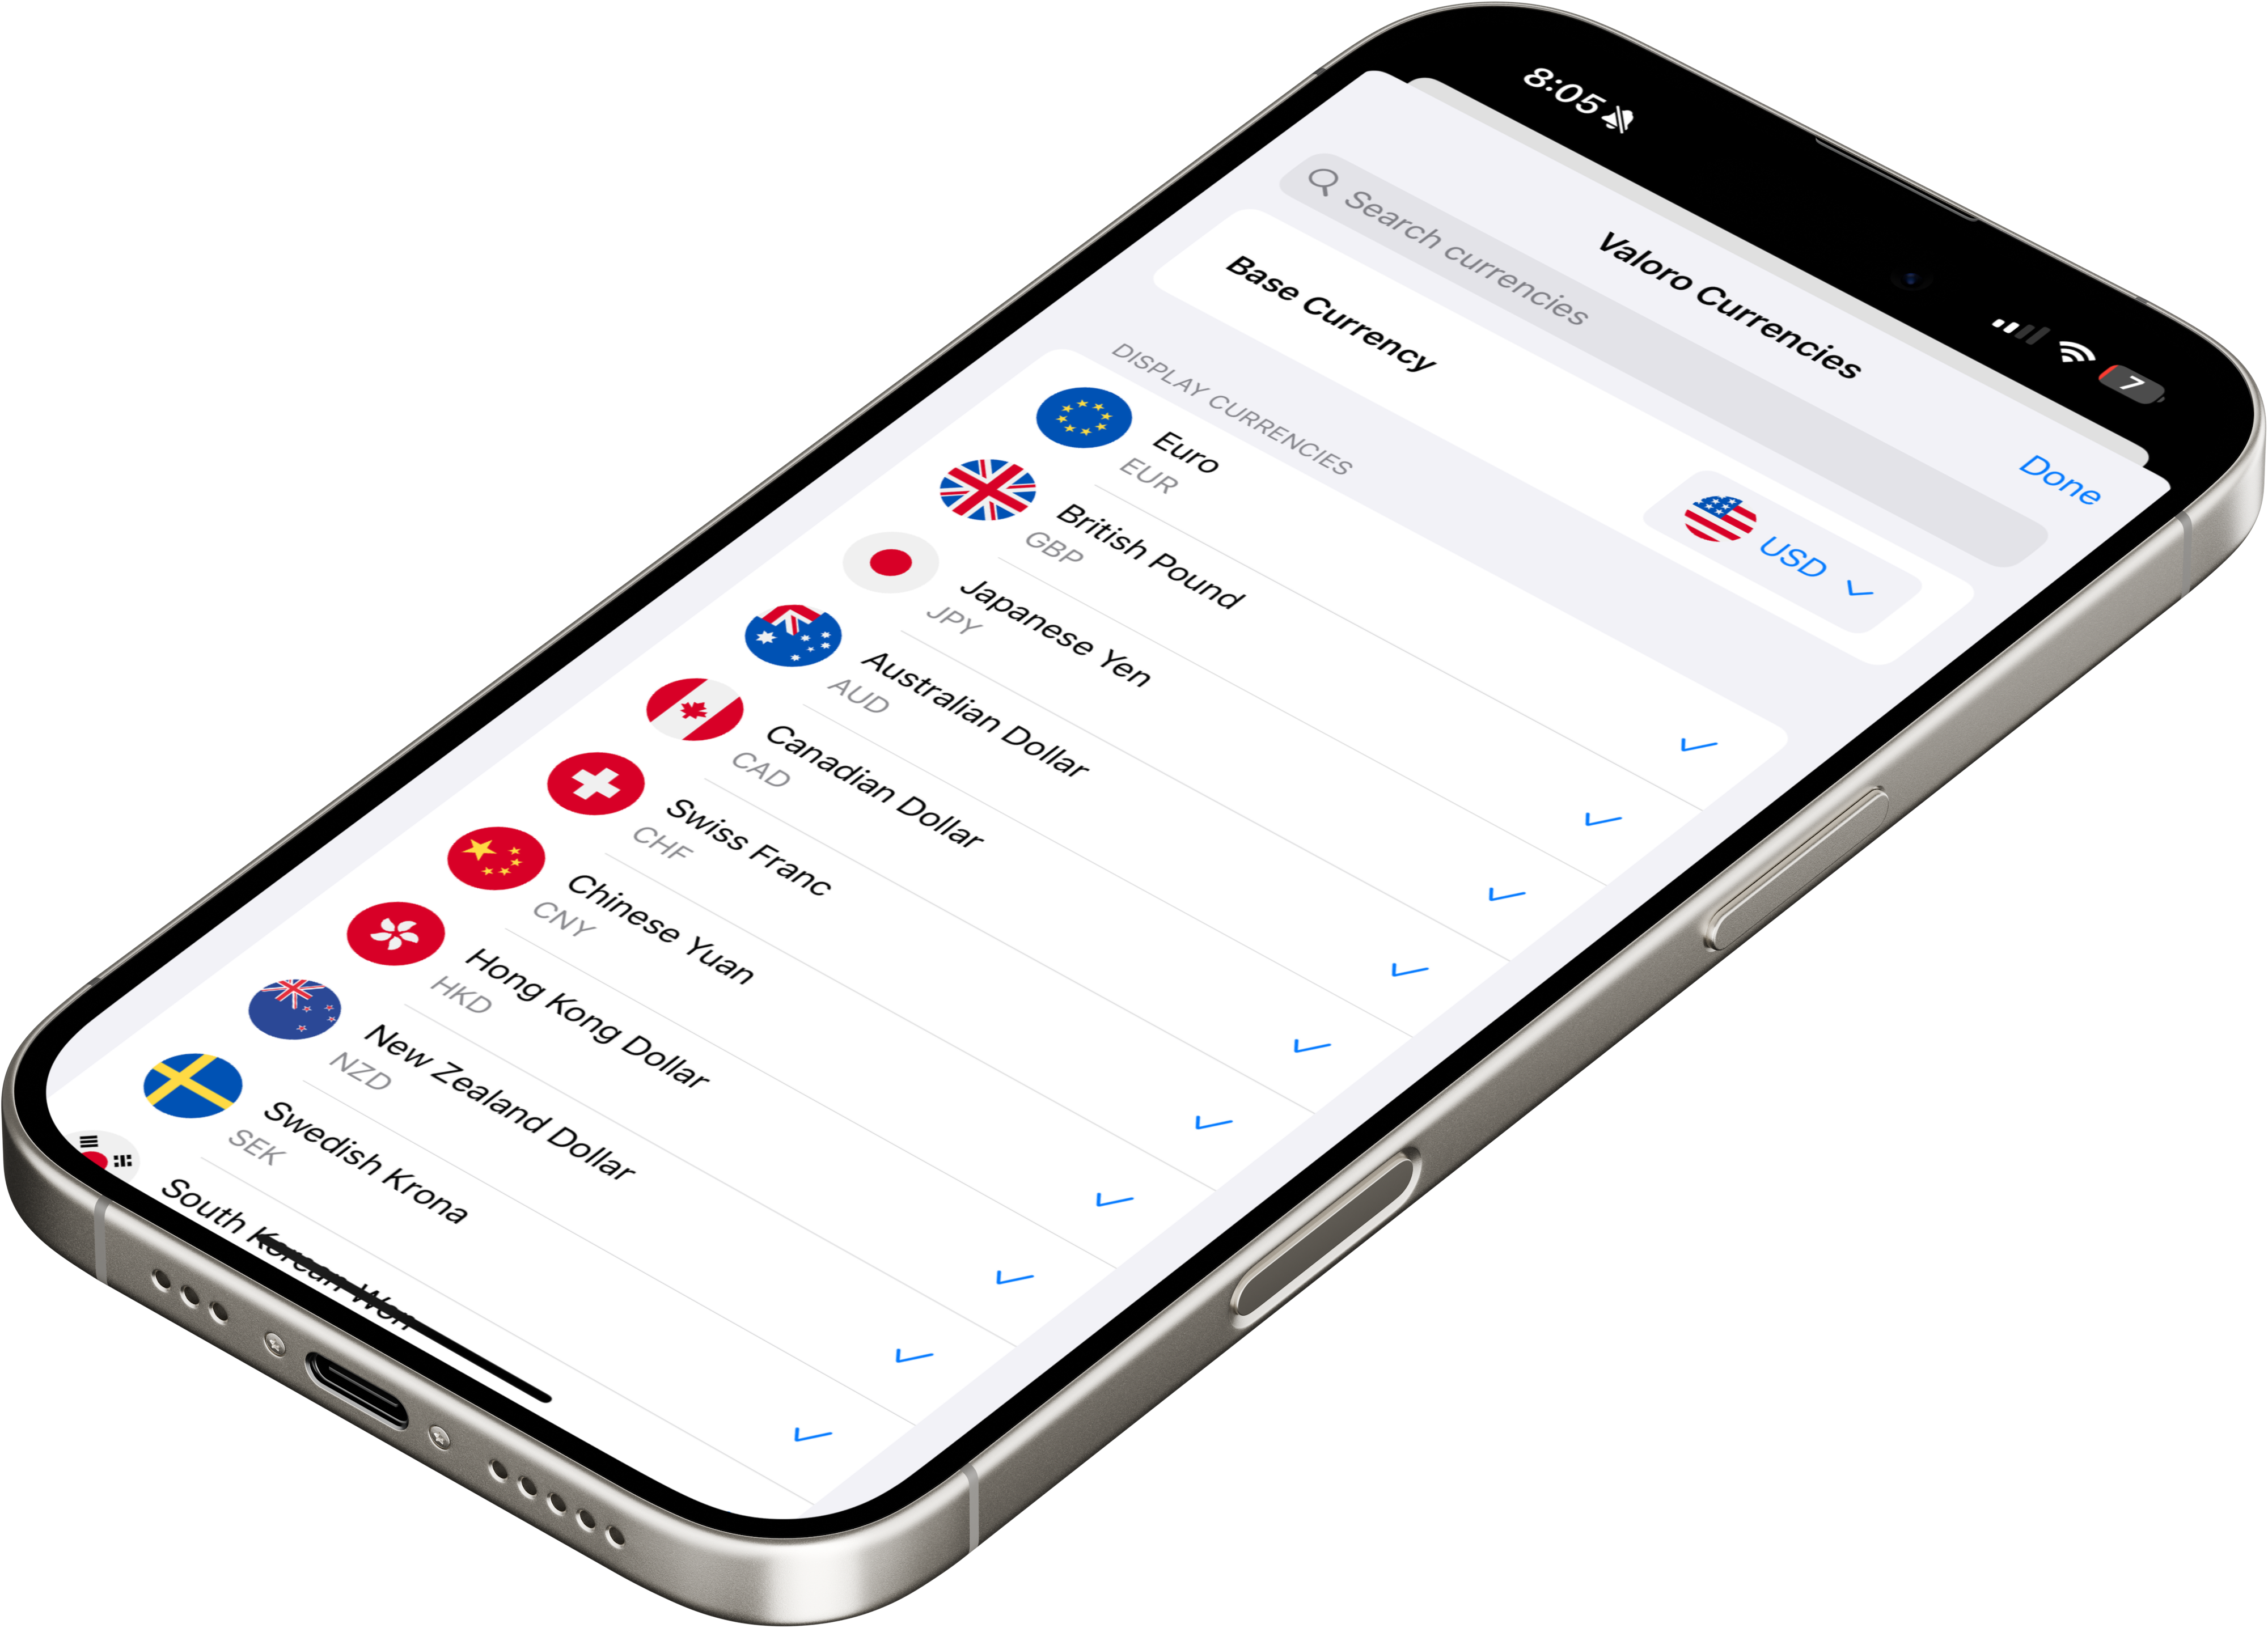 8:05
7
Valoro Currencies
Done
Search currencies
Base Currency
USD
DISPLAY CURRENCIES
Euro
EUR
British Pound
GBP
Japanese Yen
JPY
Australian Dollar
AUD
Canadian Dollar
CAD
Swiss Franc
CHF
Chinese Yuan
CNY
Hong Kong Dollar
HKD
New Zealand Dollar
NZD
Swedish Krona
SEK
South Korean Won